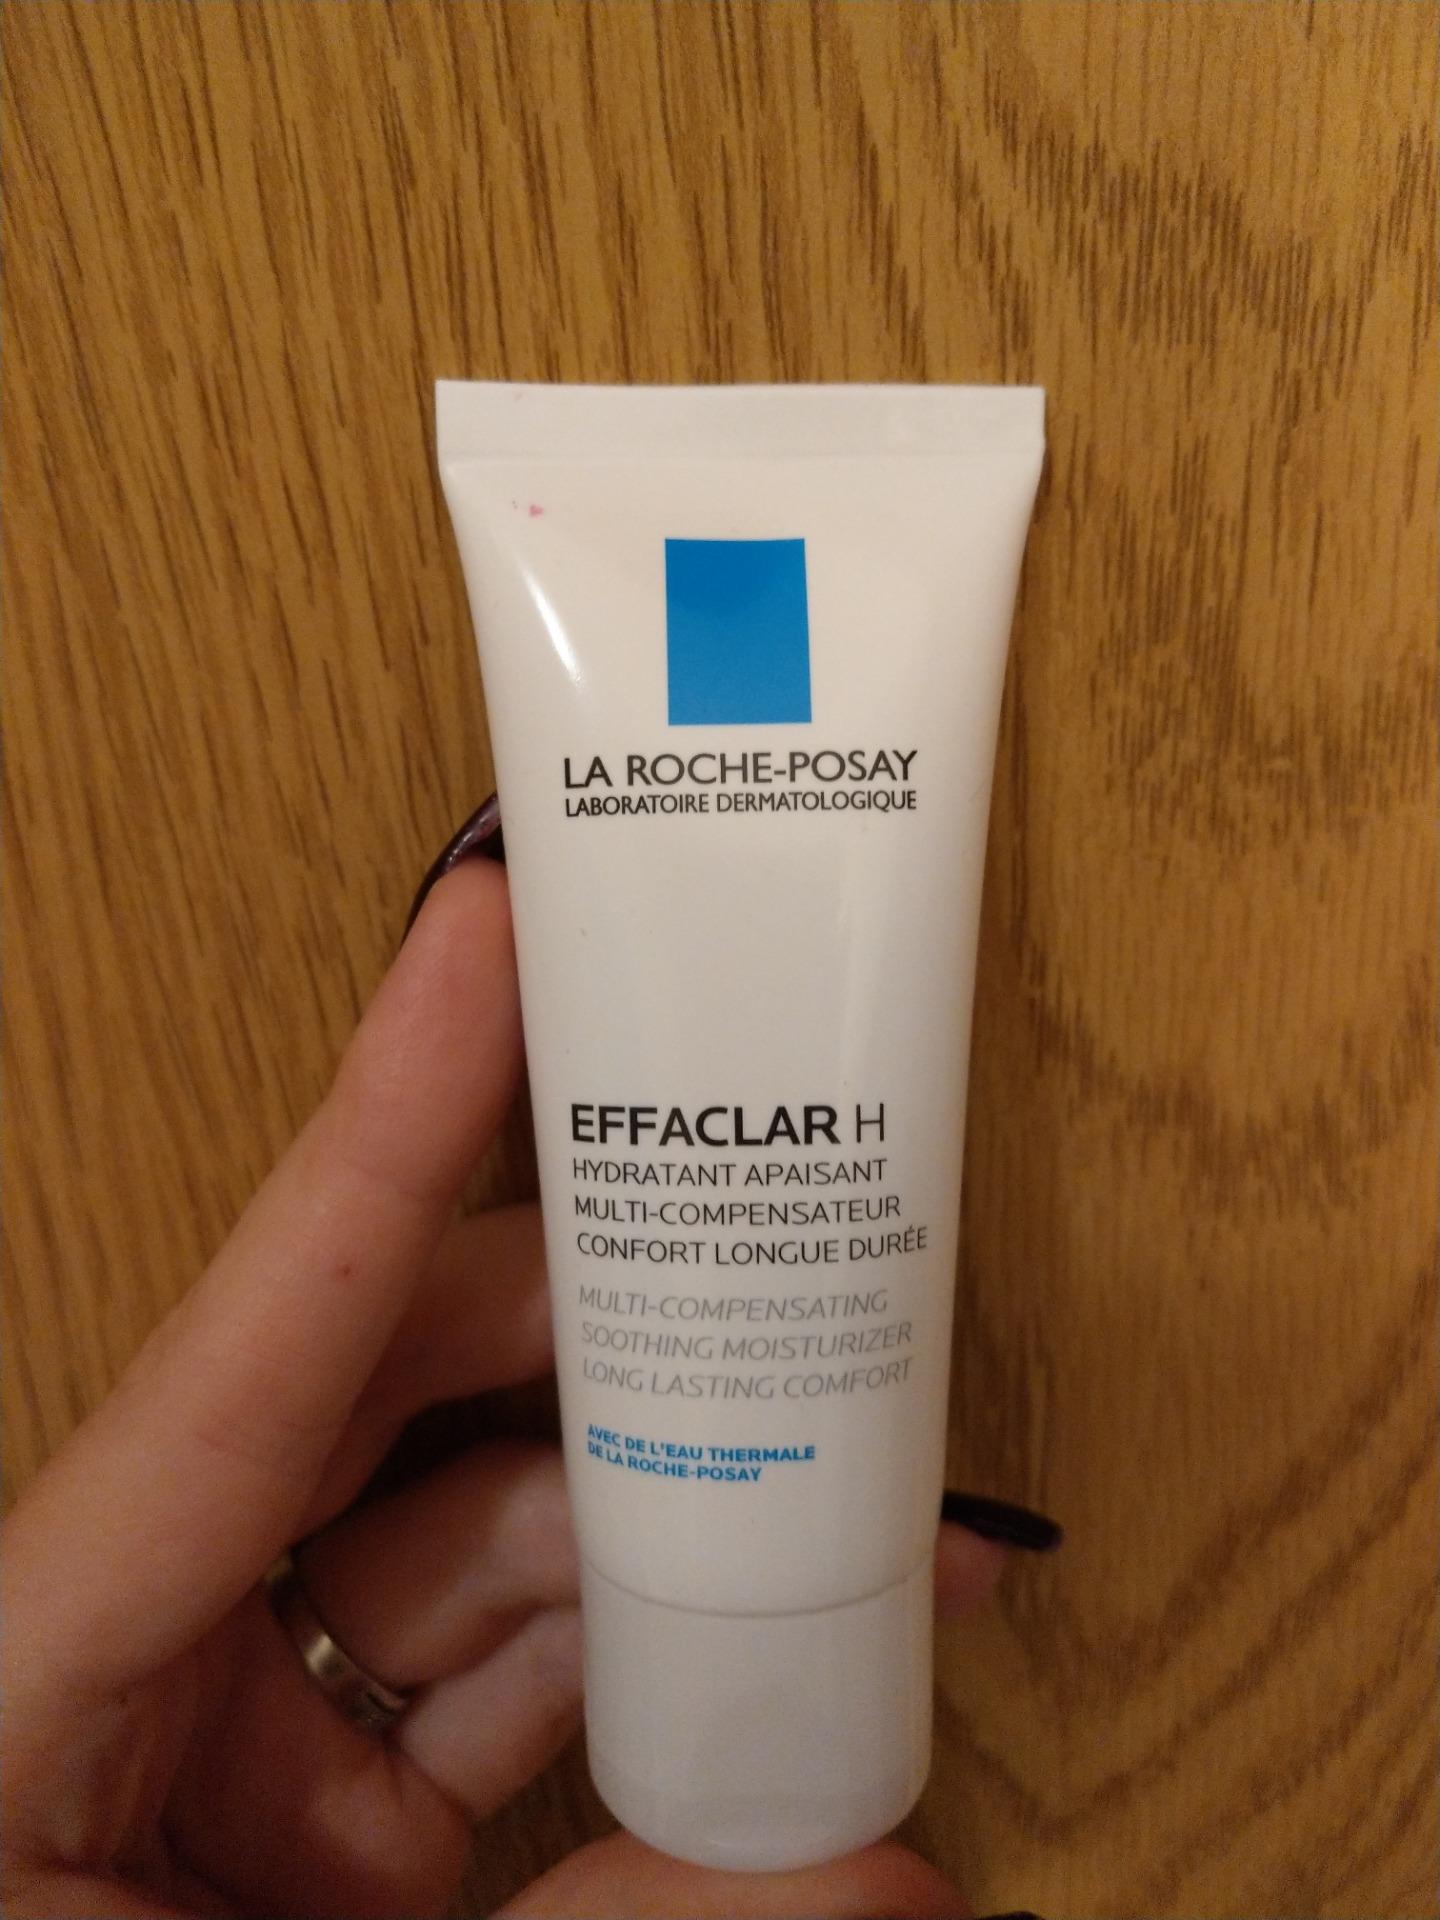 LA ROCHE-POSAY
LABORATOIRE DERMATOLOGIQUE
EFFACLAR H
HYDRATANT APAISANT
MULTI-COMPENSATEUR
CONFORT LONGUE DURÉE
MULTI-COMPENSATING
SOOTHING MOISTURIZER
LONG LASTING COMFORT
AVEC DE L'EAU THERMALE
DE LA ROCHE-POSAY